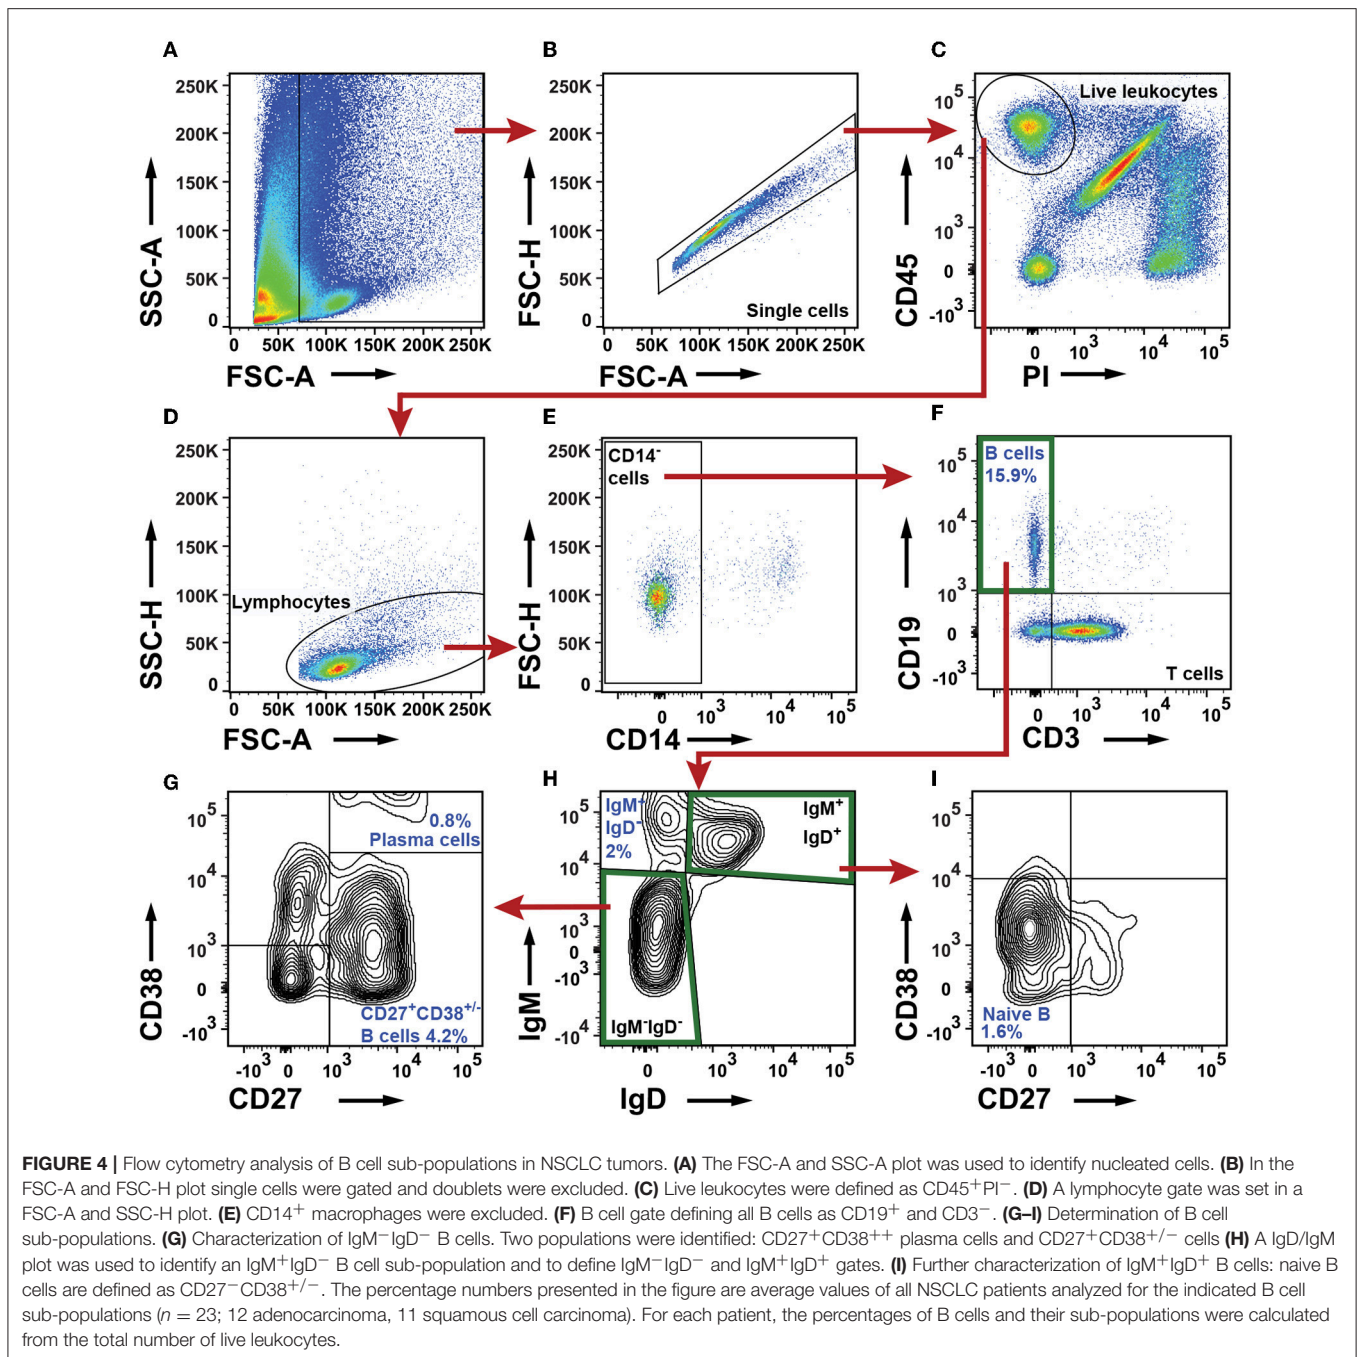 A
B
C
250K
200K
150K
100K
50K
0
SSC-A
0 50K 100K 150K 200K 250K
FSC-A
250K
200K
150K
100K
50K
0
FSC-H
Single cells
0 50K 100K 150K 200K 250K
FSC-A
Live leukocytes
10^5
10^4
10^3
0
-10^3
CD45
0 10^3 10^4 10^5
PI
D
E
F
250K
200K
150K
100K
50K
0
SSC-H
Lymphocytes
0 50K 100K 150K 200K 250K
FSC-A
250K
200K
150K
100K
50K
0
FSC-H
CD14^-
cells
0 10^3 10^4 10^5
CD14
B cells
15.9%
10^5
10^4
10^3
0
-10^3
CD19
T cells
0 10^3 10^4 10^5
CD3
G
H
I
10^5
10^4
10^3
0
-10^3
CD38
0.8%
Plasma cells
CD27^+CD38^+/-
B cells 4.2%
-10^3 0 10^3 10^4 10^5
CD27
10^5
10^4
10^3
0
-10^3
-10^4
IgM
IgM^+
IgD^-
2%
IgM^+
IgD^+
IgM^-IgD^-
0 10^3 10^4 10^5
IgD
10^5
10^4
10^3
0
-10^3
CD38
Naive B
1.6%
-10^3 0 10^3 10^4 10^5
CD27
FIGURE 4 | Flow cytometry analysis of B cell sub-populations in NSCLC tumors. (A) The FSC-A and SSC-A plot was used to identify nucleated cells. (B) In the
FSC-A and FSC-H plot single cells were gated and doublets were excluded. (C) Live leukocytes were defined as CD45^+PI^−. (D) A lymphocyte gate was set in a
FSC-A and SSC-H plot. (E) CD14^+ macrophages were excluded. (F) B cell gate defining all B cells as CD19^+ and CD3^−. (G–I) Determination of B cell
sub-populations. (G) Characterization of IgM^−IgD^− B cells. Two populations were identified: CD27^+CD38^++ plasma cells and CD27^+CD38^+/− cells (H) A IgD/IgM
plot was used to identify an IgM^+IgD^− B cell sub-population and to define IgM^−IgD^− and IgM^+IgD^+ gates. (I) Further characterization of IgM^+IgD^+ B cells: naive B
cells are defined as CD27^−CD38^+/−. The percentage numbers presented in the figure are average values of all NSCLC patients analyzed for the indicated B cell
sub-populations (n = 23; 12 adenocarcinoma, 11 squamous cell carcinoma). For each patient, the percentages of B cells and their sub-populations were calculated
from the total number of live leukocytes.